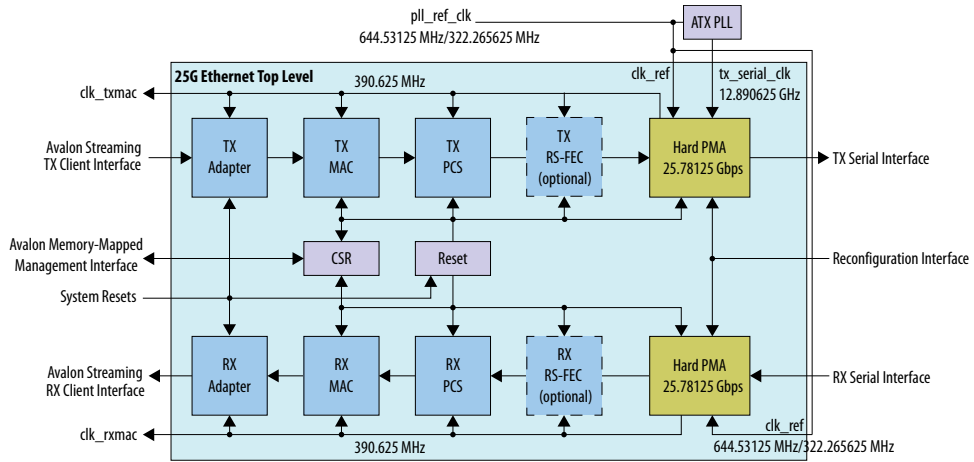 pll_ref_clk
644.53125 MHz/322.265625 MHz
ATX PLL
25G Ethernet Top Level
390.625 MHz
clk_ref
tx_serial_clk
12.890625 GHz
clk_txmac
Avalon Streaming
TX Client Interface
TX
Adapter
TX
MAC
TX
PCS
TX
RS-FEC
(optional)
Hard PMA
25.78125 Gbps
TX Serial Interface
Avalon Memory-Mapped
Management Interface
CSR
Reset
Reconfiguration Interface
System Resets
Avalon Streaming
RX Client Interface
RX
Adapter
RX
MAC
RX
PCS
RX
RS-FEC
(optional)
Hard PMA
25.78125 Gbps
RX Serial Interface
clk_rxmac
390.625 MHz
clk_ref
644.53125 MHz/322.265625 MHz